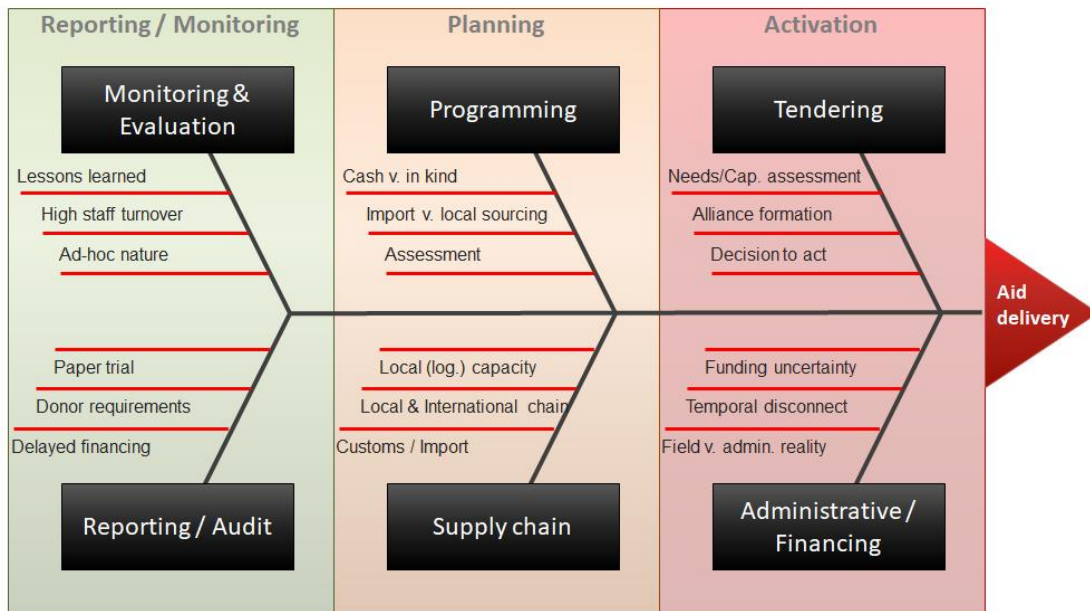 Reporting / Monitoring
Planning
Activation
Monitoring &
Evaluation
Programming
Tendering
Lessons learned
High staff turnover
Ad-hoc nature
Cash v. in kind
Import v. local sourcing
Assessment
Needs/Cap. assessment
Alliance formation
Decision to act
Aid
delivery
Paper trial
Donor requirements
Delayed financing
Local (log.) capacity
Local & International chain
Customs / Import
Funding uncertainty
Temporal disconnect
Field v. admin. reality
Reporting / Audit
Supply chain
Administrative /
Financing